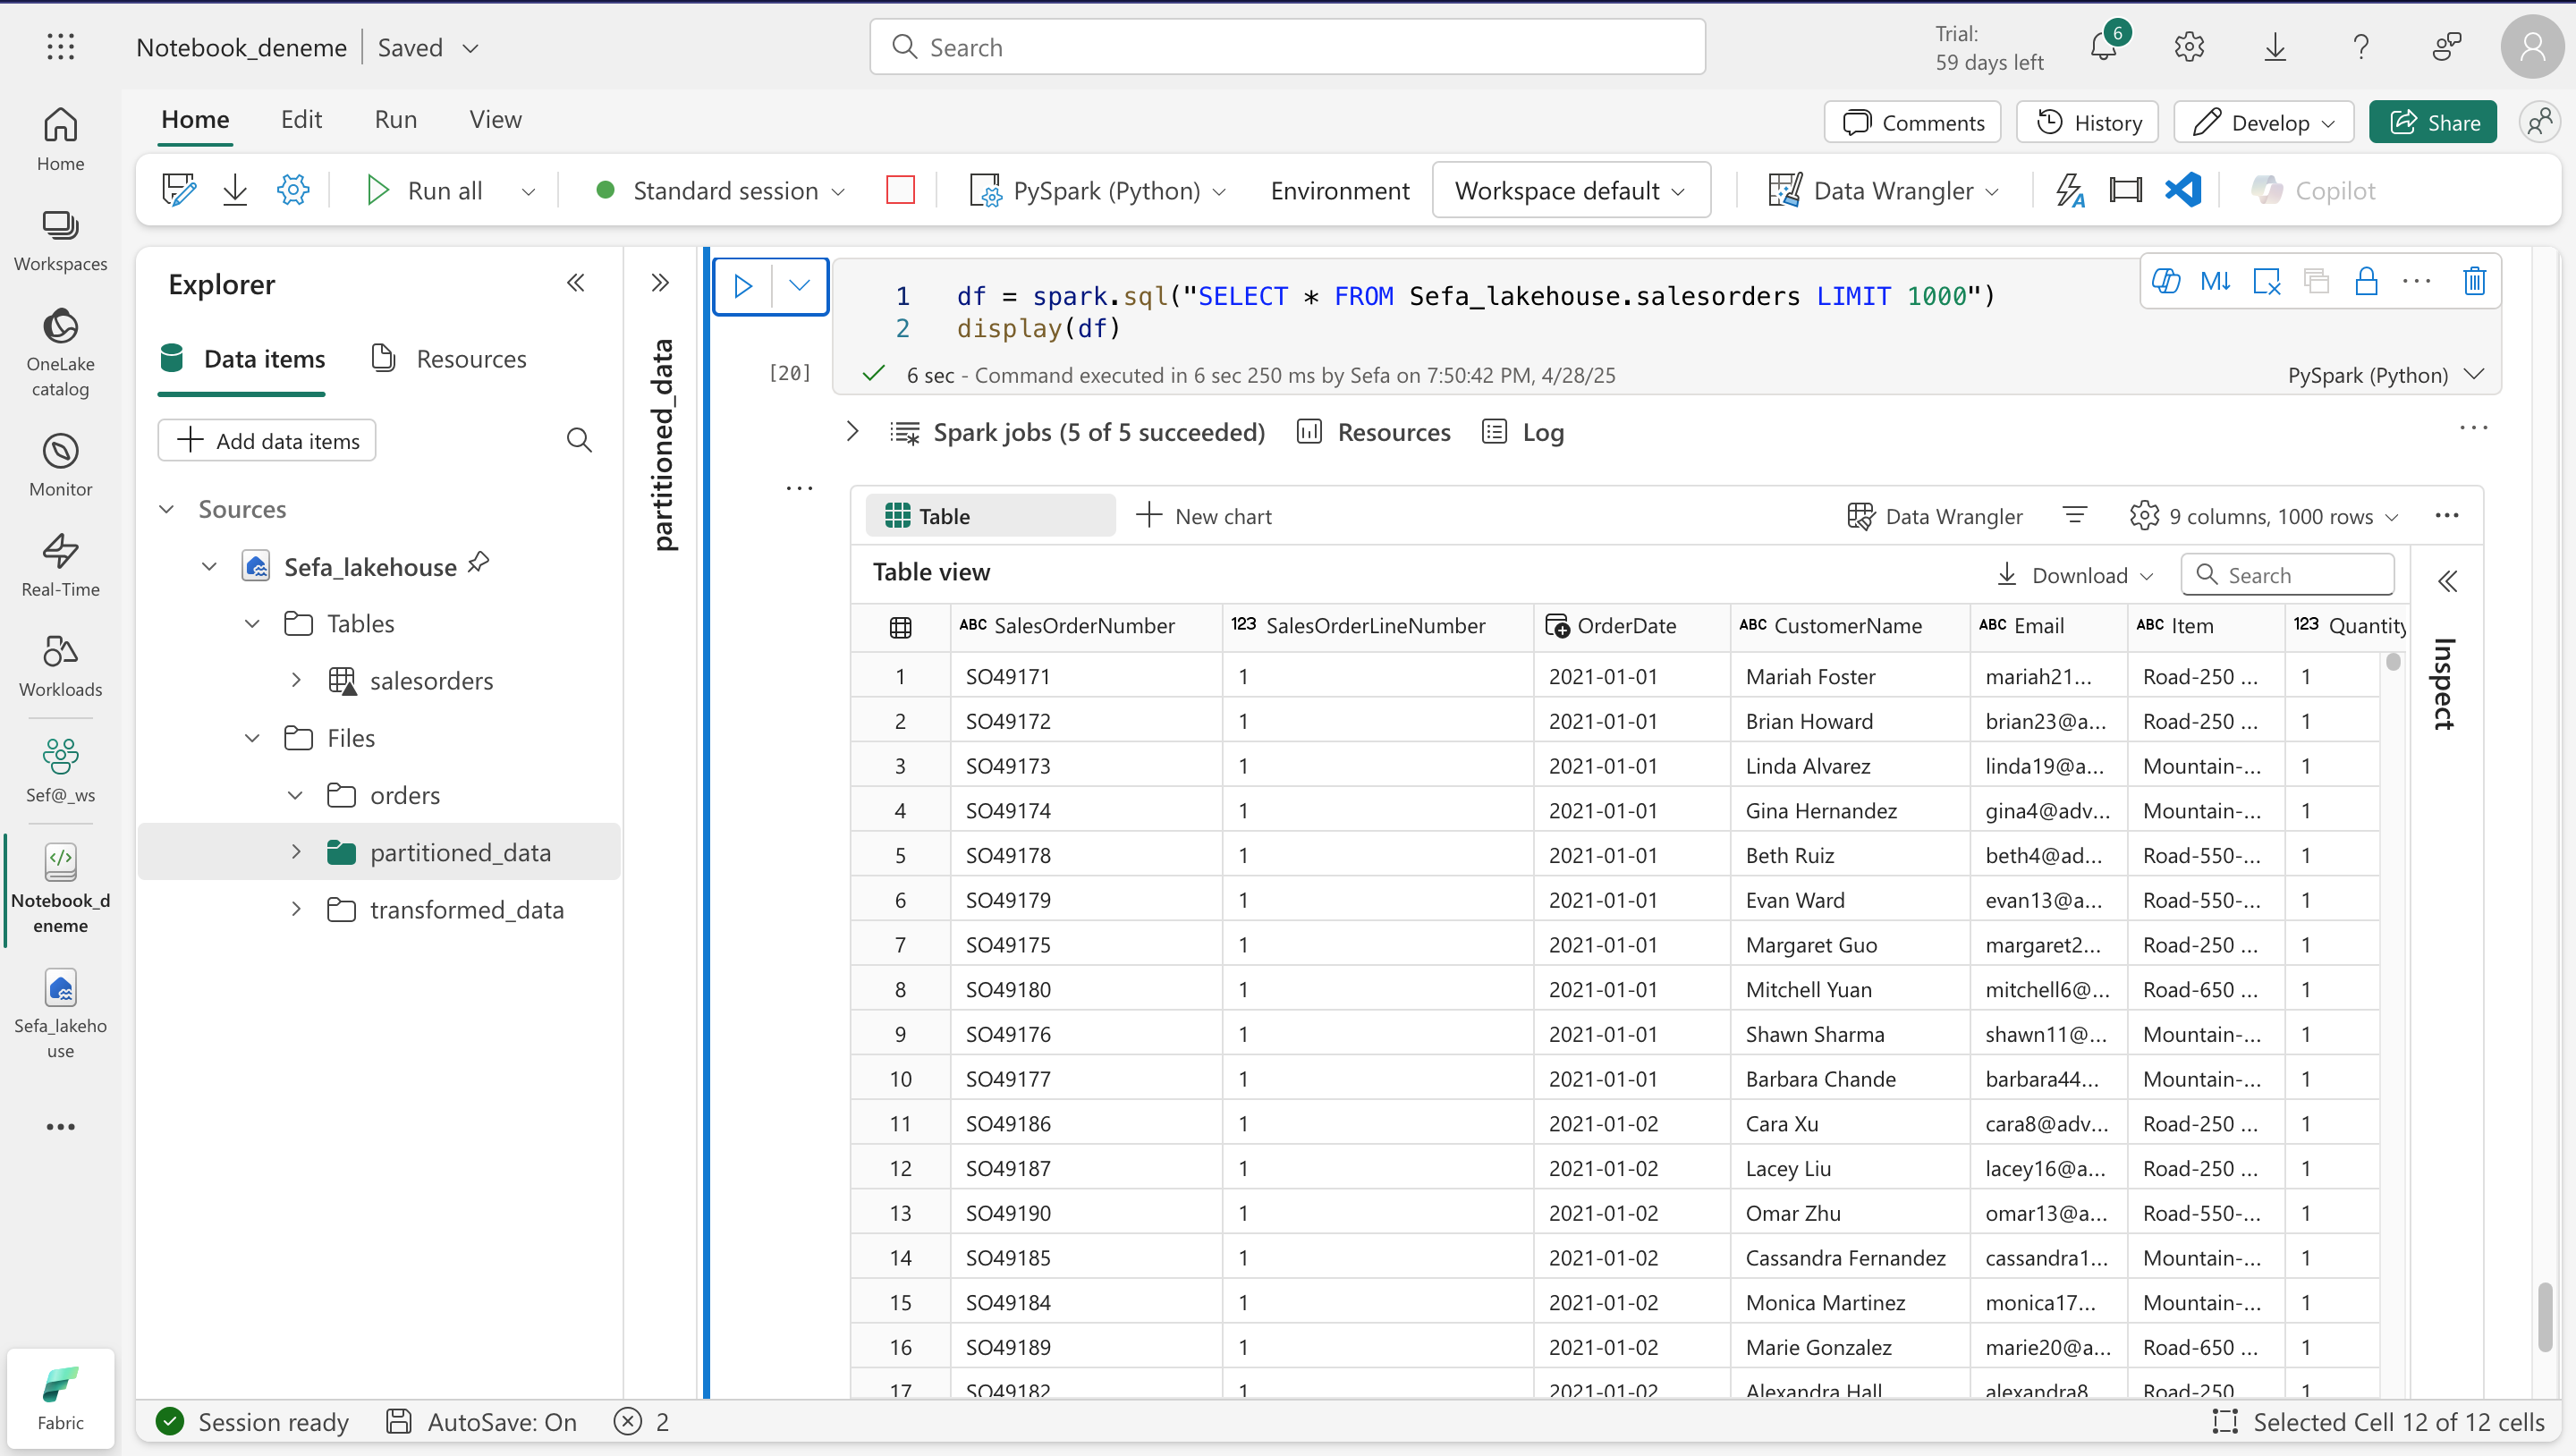 Notebook_deneme
Saved
Search
Trial:
59 days left
6
Home
Edit
Run
View
Comments
History
Develop
Share
Run all
Standard session
PySpark (Python)
Environment
Workspace default
Data Wrangler
Copilot
Home
Workspaces
OneLake
catalog
Monitor
Real-Time
Workloads
Sef@_ws
Notebook_d
eneme
Sefa_lakeho
use
Fabric
Explorer
Data items
Resources
Add data items
Sources
Sefa_lakehouse
Tables
salesorders
Files
orders
partitioned_data
transformed_data
partitioned_data
1 df = spark.sql("SELECT * FROM Sefa_lakehouse.salesorders LIMIT 1000")
2 display(df)
M↓
[20]
6 sec - Command executed in 6 sec 250 ms by Sefa on 7:50:42 PM, 4/28/25
PySpark (Python)
Spark jobs (5 of 5 succeeded)
Resources
Log
Table
New chart
Data Wrangler
9 columns, 1000 rows
Table view
Download
Search
Inspect
ABC SalesOrderNumber 123 SalesOrderLineNumber OrderDate ABC CustomerName ABC Email ABC Item 123 Quantity
1 SO49171 1 2021-01-01 Mariah Foster mariah21... Road-250 ... 1
2 SO49172 1 2021-01-01 Brian Howard brian23@a... Road-250 ... 1
3 SO49173 1 2021-01-01 Linda Alvarez linda19@a... Mountain-... 1
4 SO49174 1 2021-01-01 Gina Hernandez gina4@adv... Mountain-... 1
5 SO49178 1 2021-01-01 Beth Ruiz beth4@ad... Road-550-... 1
6 SO49179 1 2021-01-01 Evan Ward evan13@a... Road-550-... 1
7 SO49175 1 2021-01-01 Margaret Guo margaret2... Road-250 ... 1
8 SO49180 1 2021-01-01 Mitchell Yuan mitchell6@... Road-650 ... 1
9 SO49176 1 2021-01-01 Shawn Sharma shawn11@... Mountain-... 1
10 SO49177 1 2021-01-01 Barbara Chande barbara44... Mountain-... 1
11 SO49186 1 2021-01-02 Cara Xu cara8@adv... Road-250 ... 1
12 SO49187 1 2021-01-02 Lacey Liu lacey16@a... Road-250 ... 1
13 SO49190 1 2021-01-02 Omar Zhu omar13@a... Road-550-... 1
14 SO49185 1 2021-01-02 Cassandra Fernandez cassandra1... Mountain-... 1
15 SO49184 1 2021-01-02 Monica Martinez monica17... Mountain-... 1
16 SO49189 1 2021-01-02 Marie Gonzalez marie20@a... Road-650 ... 1
17 SO49182 1 2021-01-02 Alexandra Hall alexandra8 Road-250 1
Session ready
AutoSave: On
2
Selected Cell 12 of 12 cells